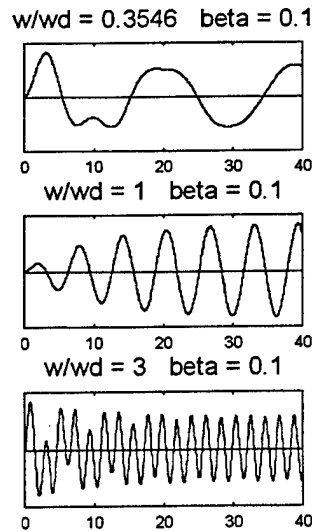 w/wd = 0.3546 beta = 0.1
0 10 20 30 40
w/wd = 1 beta = 0.1
0 10 20 30 40
w/wd = 3 beta = 0.1
0 10 20 30 40